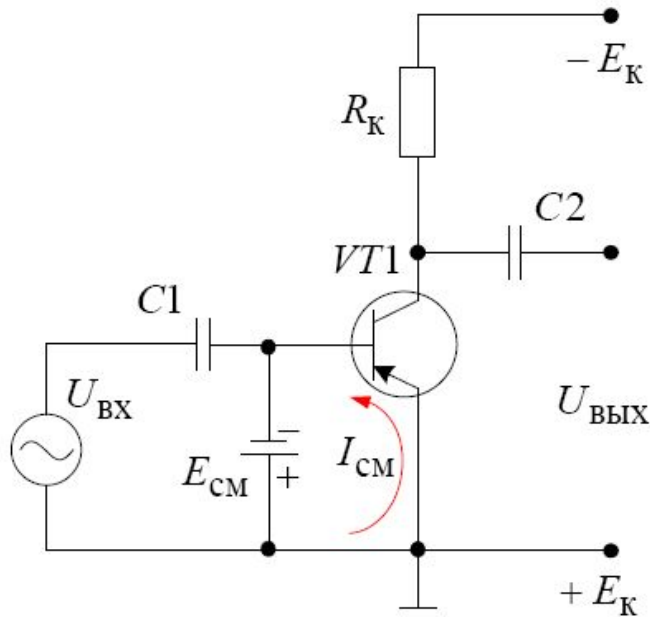 – Eк
Rк
C2
VT1
C1
Uвх
Uвых
–
Eсм
+
Iсм
+ Eк